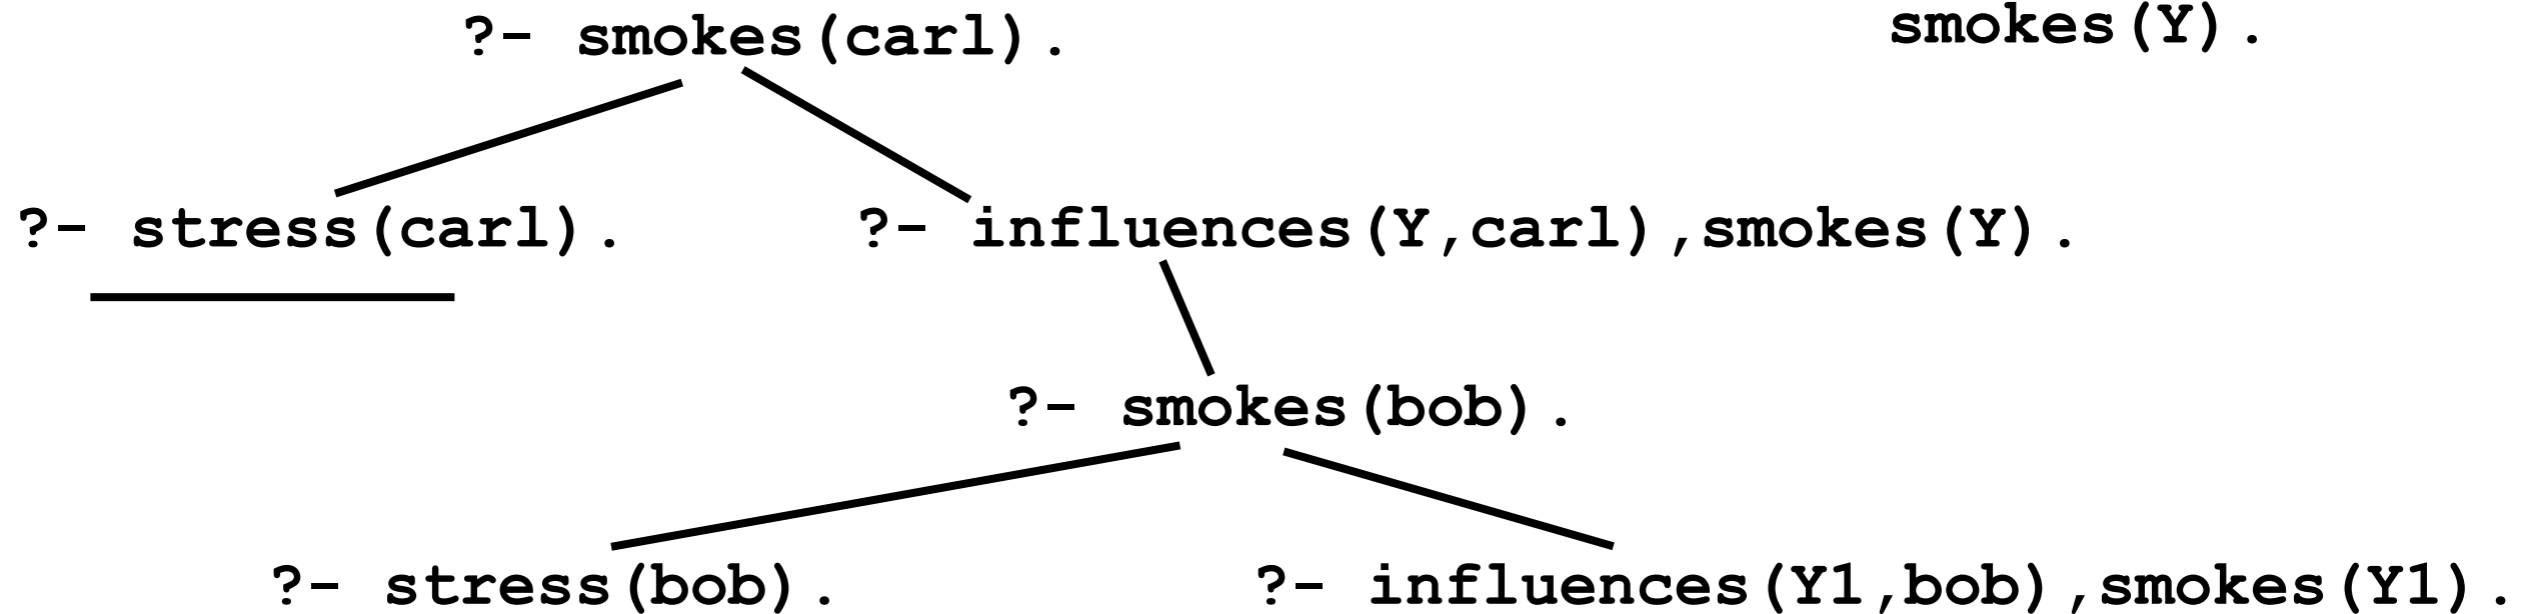 ?- smokes(carl).
smokes(Y).
?- stress(carl).
?- influences(Y,carl),smokes(Y).
?- smokes(bob).
?- stress(bob).
?- influences(Y1,bob),smokes(Y1).